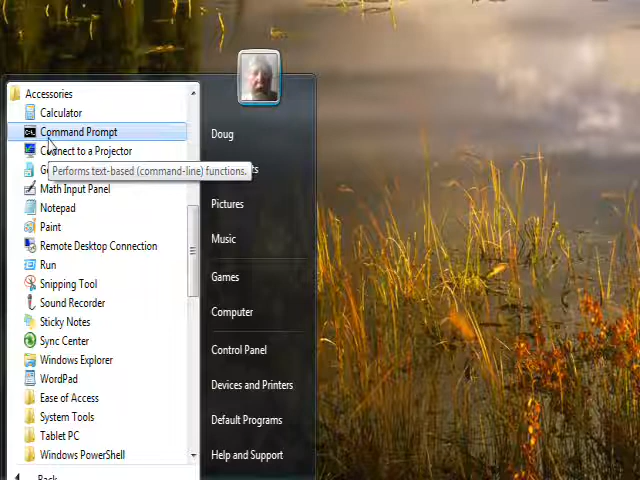 Accessories
Calculator
Command Prompt
Connect to a Projector
Performs text-based (command-line) functions.
Math Input Panel
Notepad
Paint
Remote Desktop Connection
Run
Snipping Tool
Sound Recorder
Sticky Notes
Sync Center
Windows Explorer
WordPad
Ease of Access
System Tools
Tablet PC
Windows PowerShell
Back
Doug
Pictures
Music
Games
Computer
Control Panel
Devices and Printers
Default Programs
Help and Support